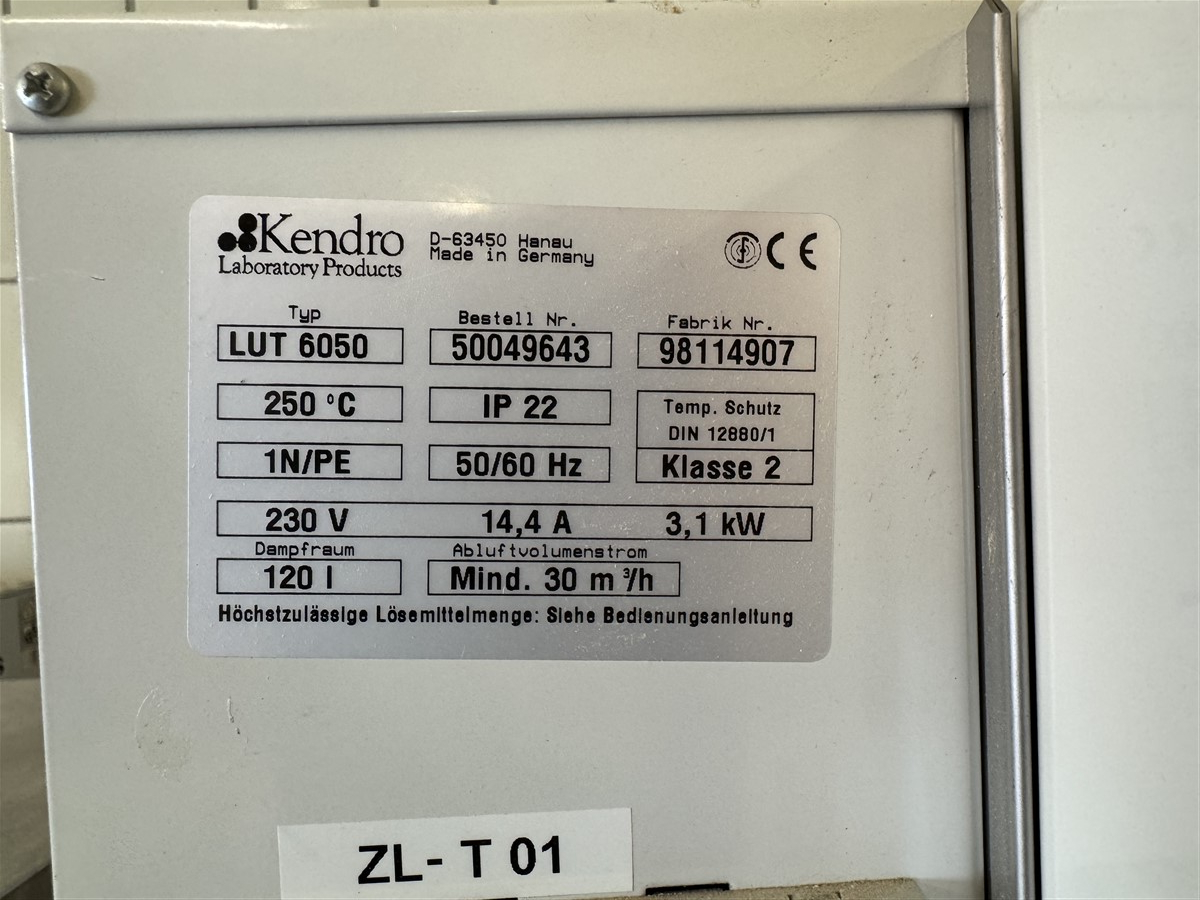 Kendro
Laboratory Products
D-63450 Hanau
Made in Germany
CE
Typ Bestell Nr. Fabrik Nr.
LUT 6050 50049643 98114907
250 °C IP 22 Temp. Schutz
DIN 12880/1
1N/PE 50/60 Hz Klasse 2
230 V 14,4 A 3,1 kW
Dampfraum Abluftvolumenstrom
120 l Mind. 30 m³/h
Höchstzulässige Lösemittelmenge: Siehe Bedienungsanleitung
ZL- T 01